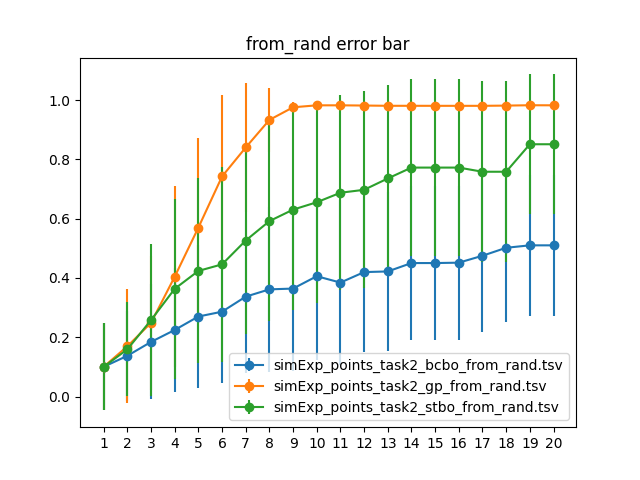 from_rand error bar
1.0
0.8
0.6
0.4
0.2
0.0
simExp_points_task2_bcbo_from_rand.tsv
simExp_points_task2_gp_from_rand.tsv
simExp_points_task2_stbo_from_rand.tsv
1 2 3 4 5 6 7 8 9 10 11 12 13 14 15 16 17 18 19 20